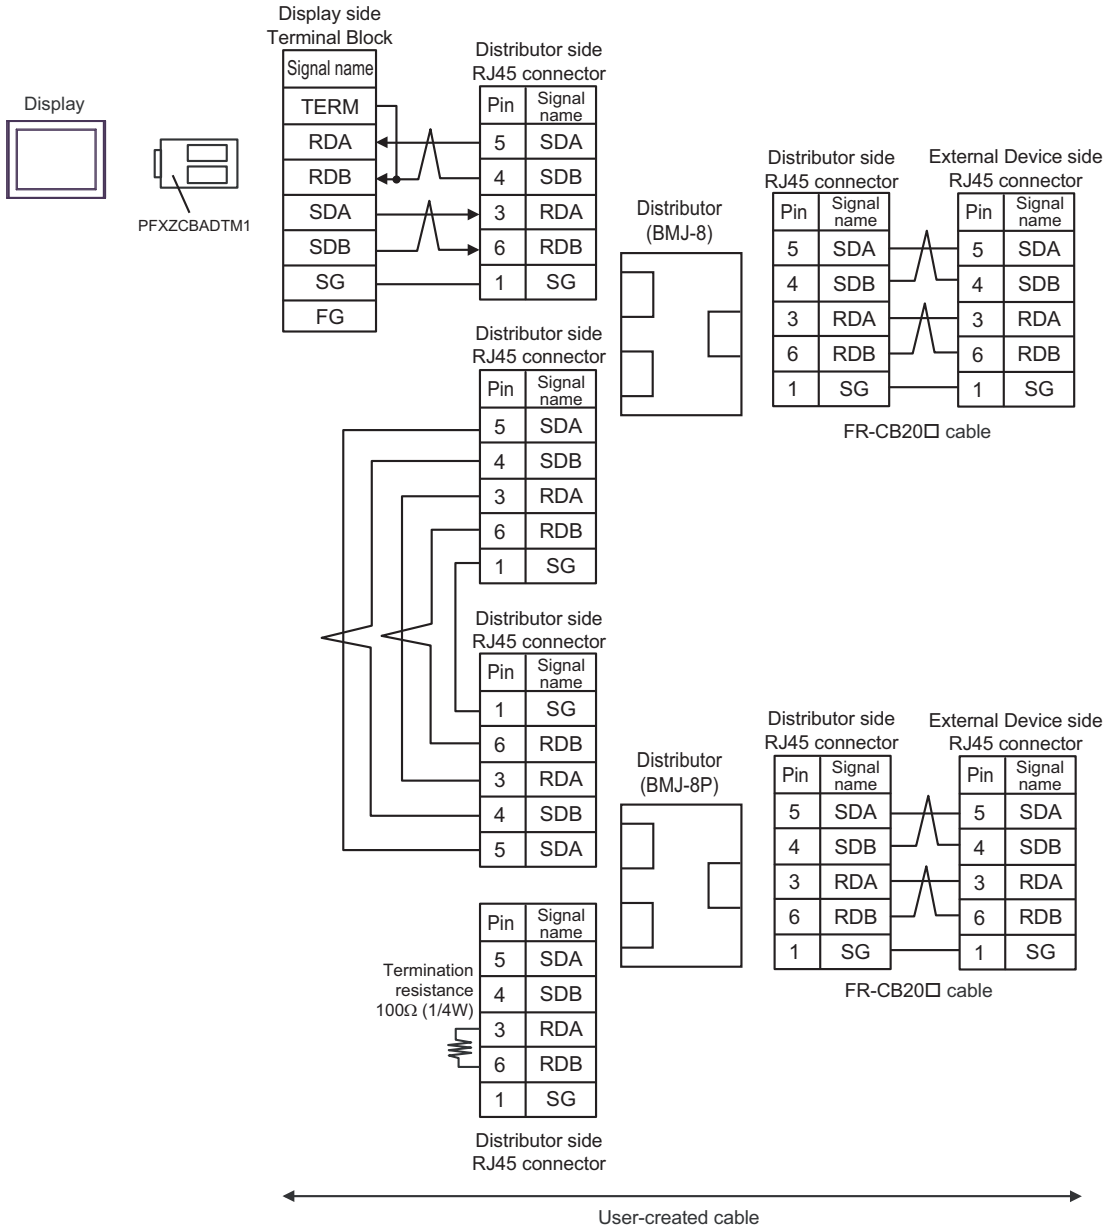 Display side
Terminal Block
Signal name
TERM
RDA
RDB
SDA
SDB
SG
FG
Display
PFXZCBADTM1
Distributor side
RJ45 connector
Pin Signal name
5 SDA
4 SDB
3 RDA
6 RDB
1 SG
Distributor
(BMJ-8)
Distributor side
RJ45 connector
Pin Signal name
5 SDA
4 SDB
3 RDA
6 RDB
1 SG
External Device side
RJ45 connector
Pin Signal name
5 SDA
4 SDB
3 RDA
6 RDB
1 SG
FR-CB20□ cable
Distributor side
RJ45 connector
Pin Signal name
5 SDA
4 SDB
3 RDA
6 RDB
1 SG
Distributor side
RJ45 connector
Pin Signal name
1 SG
6 RDB
3 RDA
4 SDB
5 SDA
Distributor
(BMJ-8P)
Distributor side
RJ45 connector
Pin Signal name
5 SDA
4 SDB
3 RDA
6 RDB
1 SG
External Device side
RJ45 connector
Pin Signal name
5 SDA
4 SDB
3 RDA
6 RDB
1 SG
FR-CB20□ cable
Termination
resistance
100Ω (1/4W)
Pin Signal name
5 SDA
4 SDB
3 RDA
6 RDB
1 SG
Distributor side
RJ45 connector
User-created cable